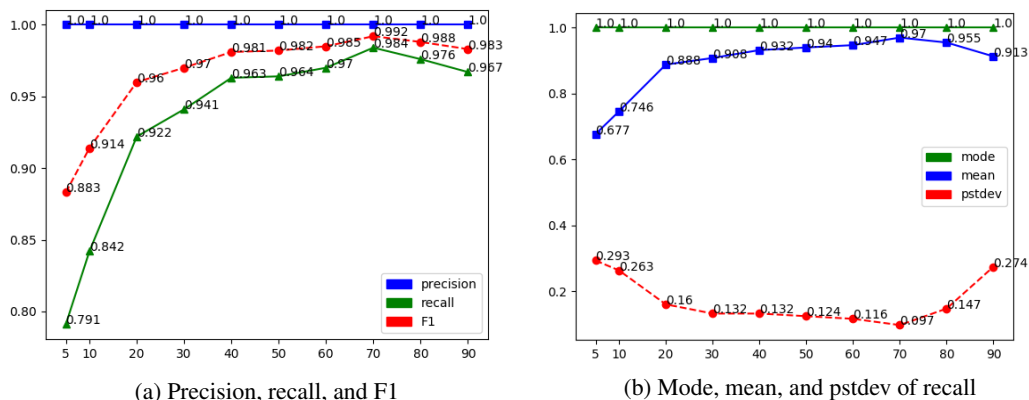 1.0 1.0 1.0 1.0 1.0 1.0 1.0 1.0 1.0 1.0
1.00
0.883 0.914 0.96 0.97 0.981 0.982 0.985 0.992 0.988 0.983
0.791 0.842 0.922 0.941 0.963 0.964 0.97 0.984 0.976 0.967
0.95
0.90
0.85
0.80
precision
recall
F1
5 10 20 30 40 50 60 70 80 90
(a) Precision, recall, and F1
1.0 1.0 1.0 1.0 1.0 1.0 1.0 1.0 1.0 1.0
1.0
0.677 0.746 0.888 0.908 0.932 0.94 0.947 0.97 0.955 0.913
0.8
0.6
0.4
0.2
mode
mean
pstdev
0.293 0.263 0.16 0.132 0.132 0.124 0.116 0.097 0.147 0.274
5 10 20 30 40 50 60 70 80 90
(b) Mode, mean, and pstdev of recall